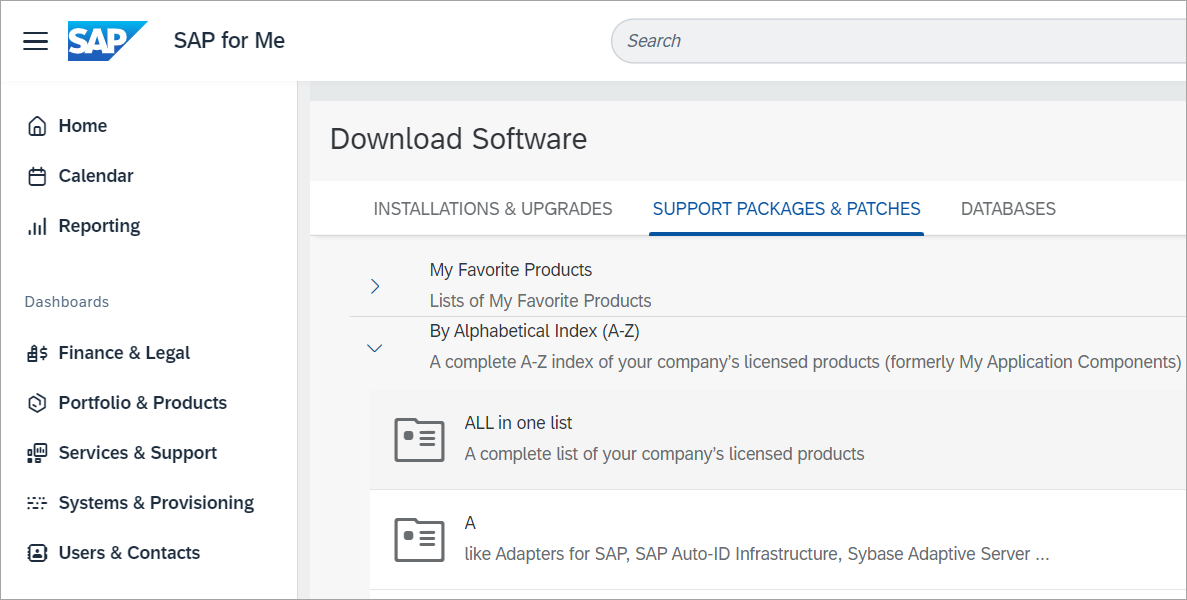 SAP
SAP for Me
Search
Home
Calendar
Reporting
Dashboards
Finance & Legal
Portfolio & Products
Services & Support
Systems & Provisioning
Users & Contacts
Download Software
INSTALLATIONS & UPGRADES
SUPPORT PACKAGES & PATCHES
DATABASES
My Favorite Products
Lists of My Favorite Products
By Alphabetical Index (A-Z)
A complete A-Z index of your company's licensed products (formerly My Application Components)
ALL in one list
A complete list of your company's licensed products
A
like Adapters for SAP, SAP Auto-ID Infrastructure, Sybase Adaptive Server ...